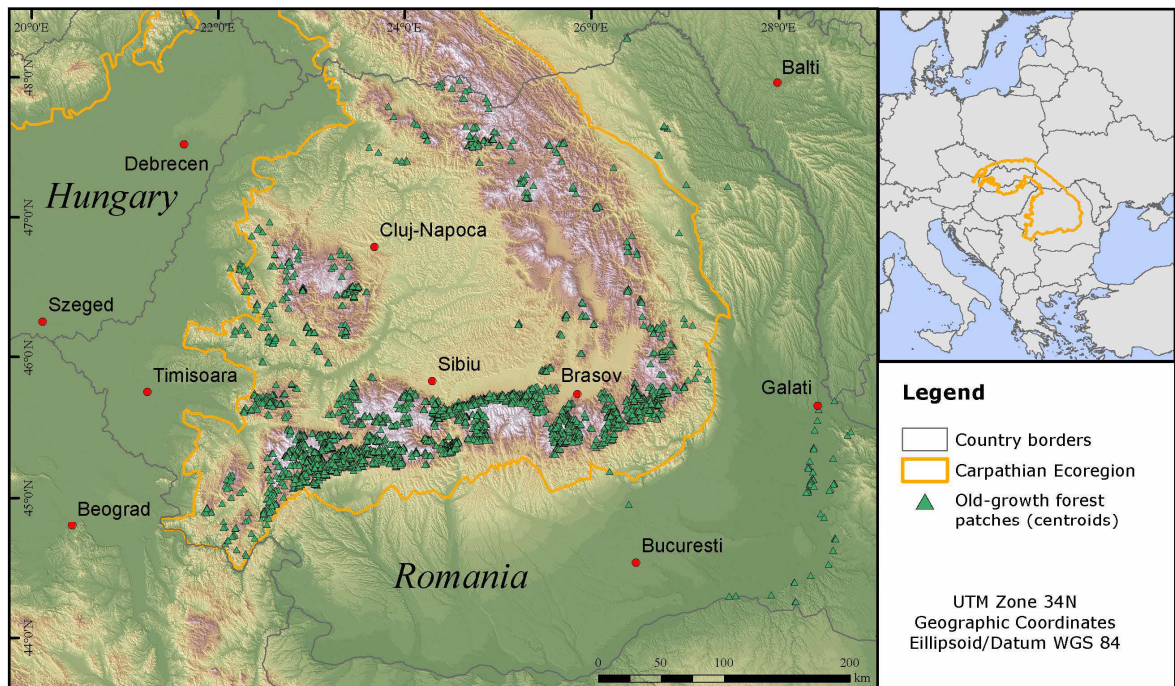 20°0'E 22°0'E 24°0'E 26°0'E 28°0'E
48°0'N
47°0'N
46°0'N
45°0'N
44°0'N
Balti
Debrecen
Hungary
Cluj-Napoca
Szeged
Timisoara
Sibiu
Brasov
Galati
Beograd
Bucuresti
Romania
0 50 100 200
km
Legend
Country borders
Carpathian Ecoregion
Old-growth forest
patches (centroids)
UTM Zone 34N
Geographic Coordinates
Eillipsoid/Datum WGS 84